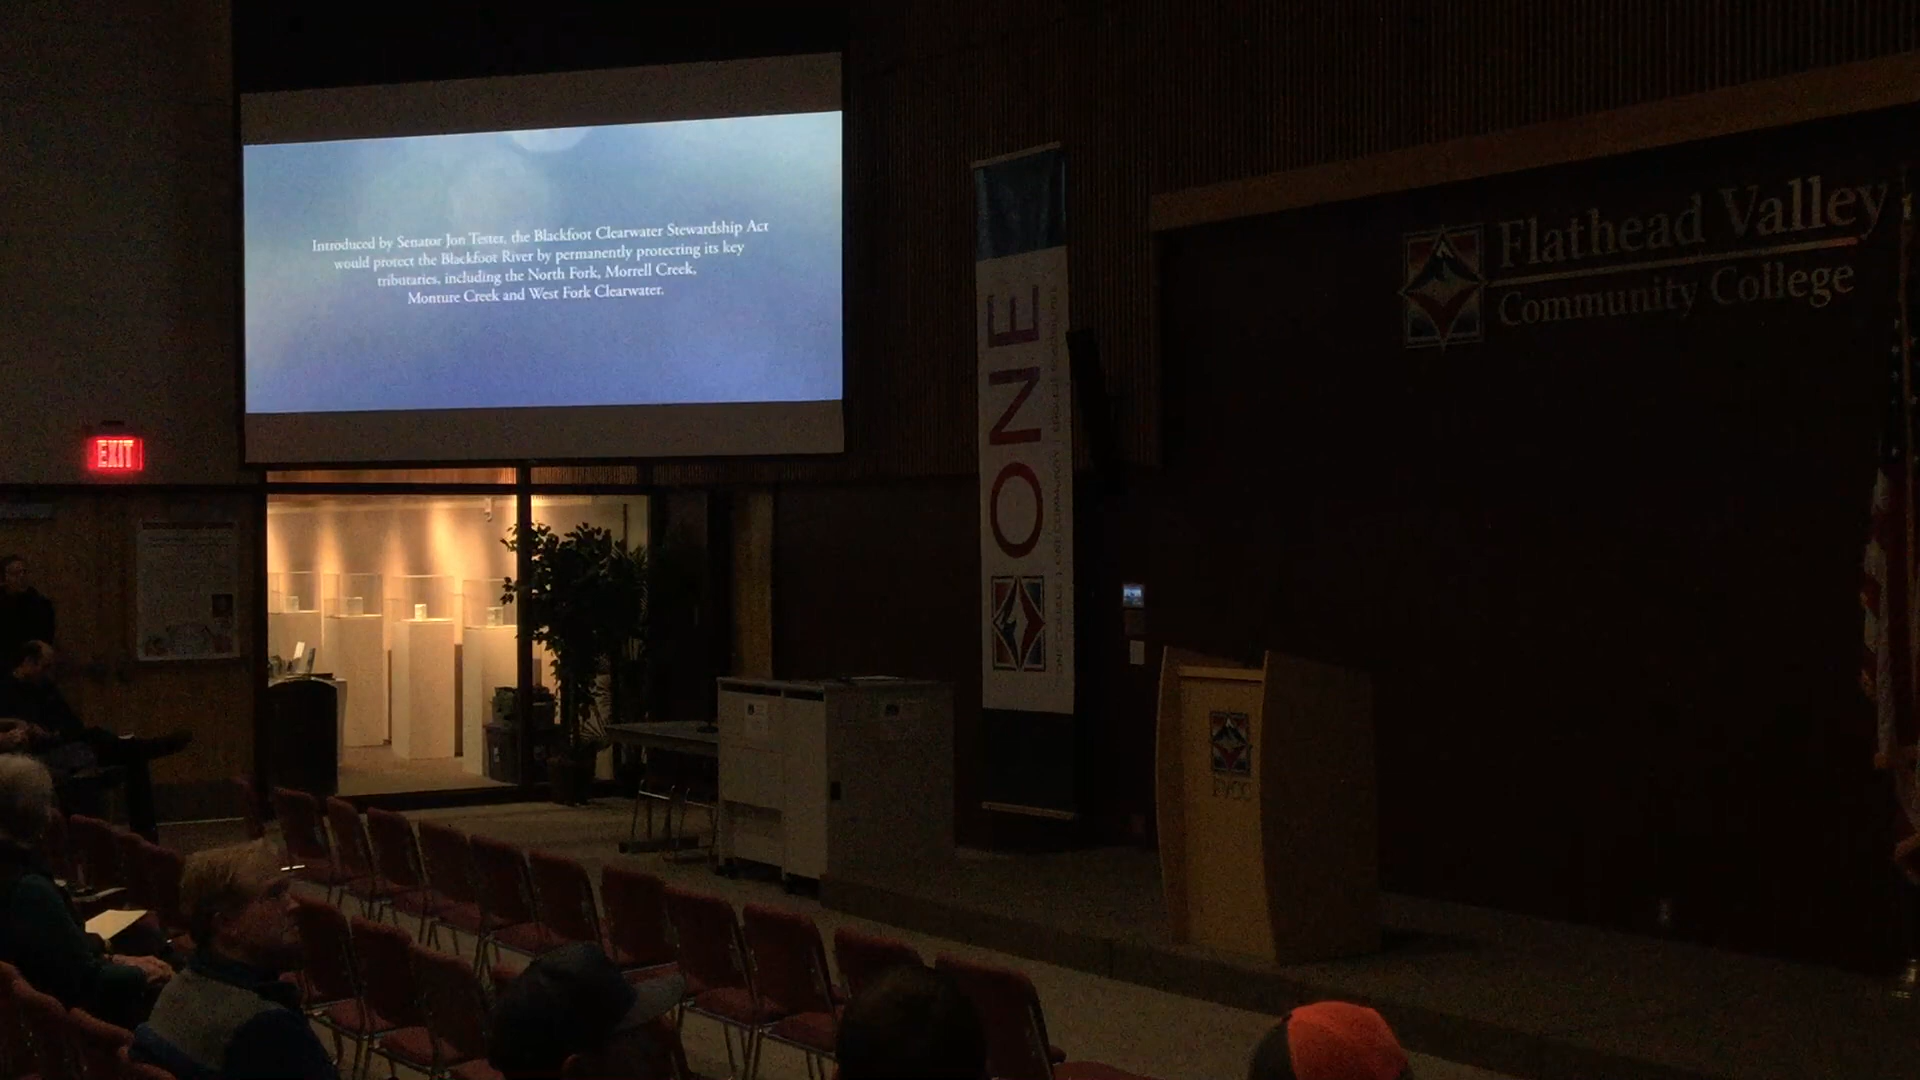 Introduced by Senator Jon Tester, the Blackfoot Clearwater Stewardship Act
would protect the Blackfoot River by permanently protecting its key
tributaries, including the North Fork, Morrell Creek,
Monture Creek and West Fork Clearwater.
EXIT
ONE
Flathead Valley
Community College
FVCC